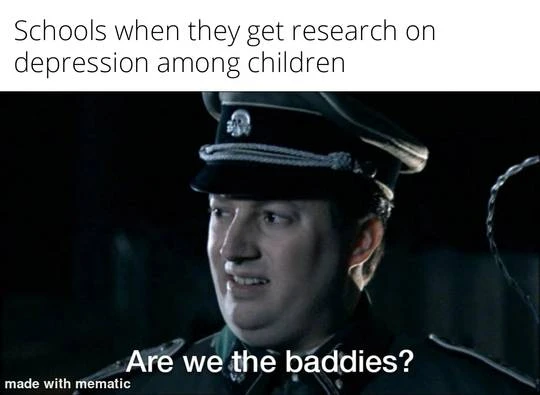 Schools when they get research on
depression among children
Are we the baddies?
made with mematic